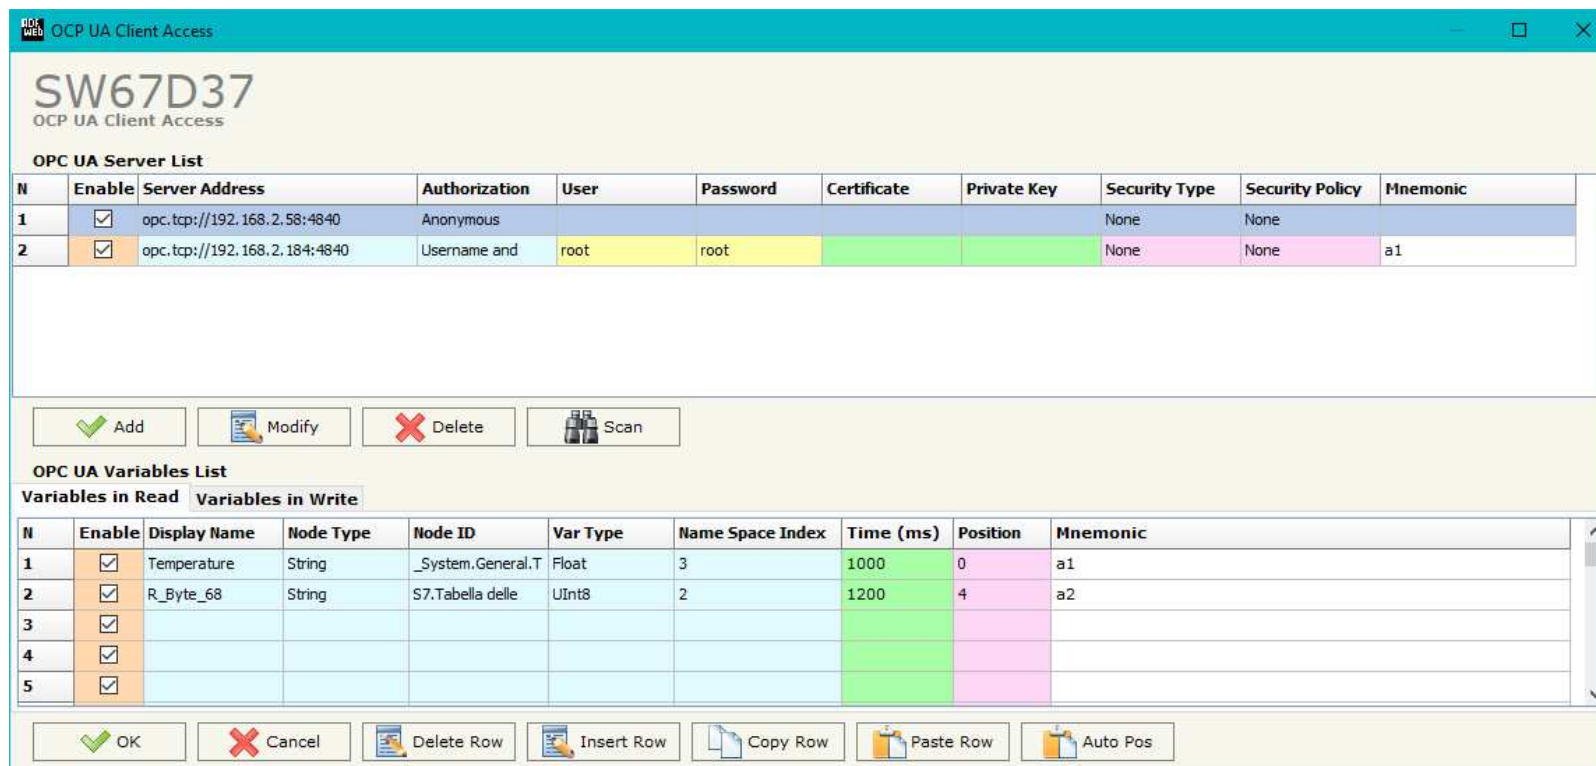 ADF
WEB OCP UA Client Access
SW67D37
OCP UA Client Access
OPC UA Server List
N Enable Server Address Authorization User Password Certificate Private Key Security Type Security Policy Mnemonic
1 opc.tcp://192.168.2.58:4840 Anonymous None None
2 opc.tcp://192.168.2.184:4840 Username and root root None None a1
Add Modify Delete Scan
OPC UA Variables List
Variables in Read Variables in Write
N Enable Display Name Node Type Node ID Var Type Name Space Index Time (ms) Position Mnemonic
1 Temperature String _System.General.T Float 3 1000 0 a1
2 R_Byte_68 String S7.Tabella delle UInt8 2 1200 4 a2
3
4
5
OK Cancel Delete Row Insert Row Copy Row Paste Row Auto Pos